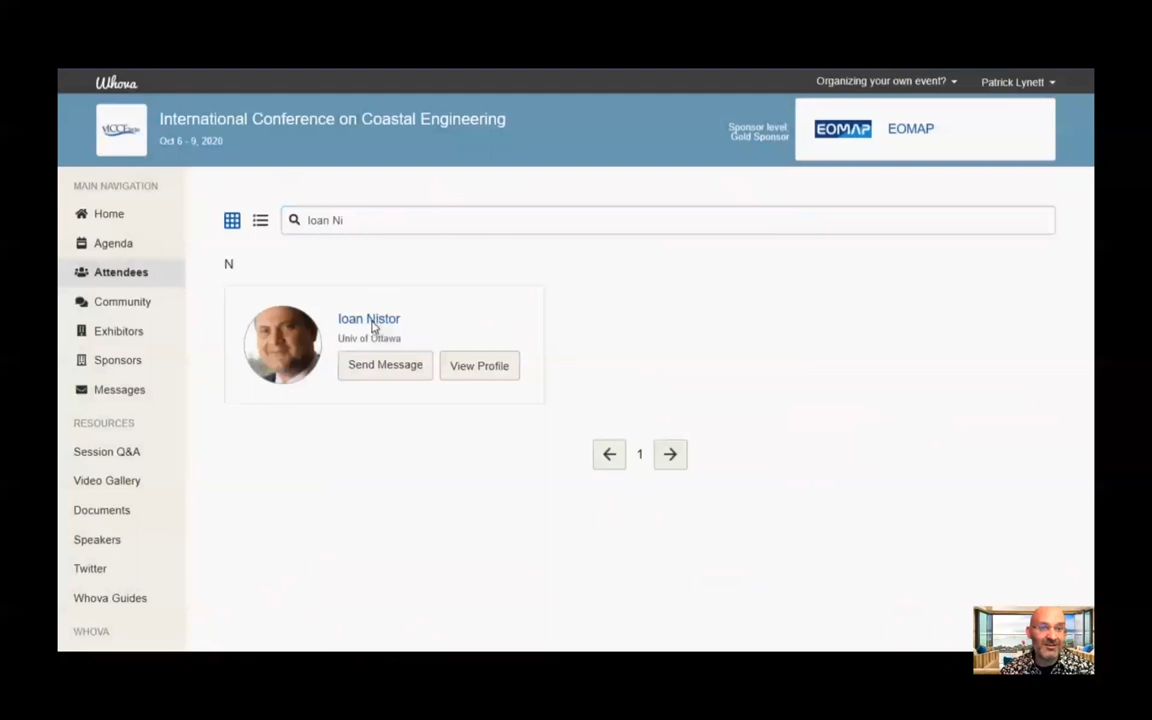 Whova
Organizing your own event?
Patrick Lynett
International Conference on Coastal Engineering
Oct 6 - 9, 2020
Sponsor level:
Gold Sponsor
EOMAP
EOMAP
MAIN NAVIGATION
Home
Agenda
Attendees
Community
Exhibitors
Sponsors
Messages
RESOURCES
Session Q&A
Video Gallery
Documents
Speakers
Twitter
Whova Guides
WHOVA
Ioan Ni
N
Ioan Nistor
Univ of Ottawa
Send Message
View Profile
1